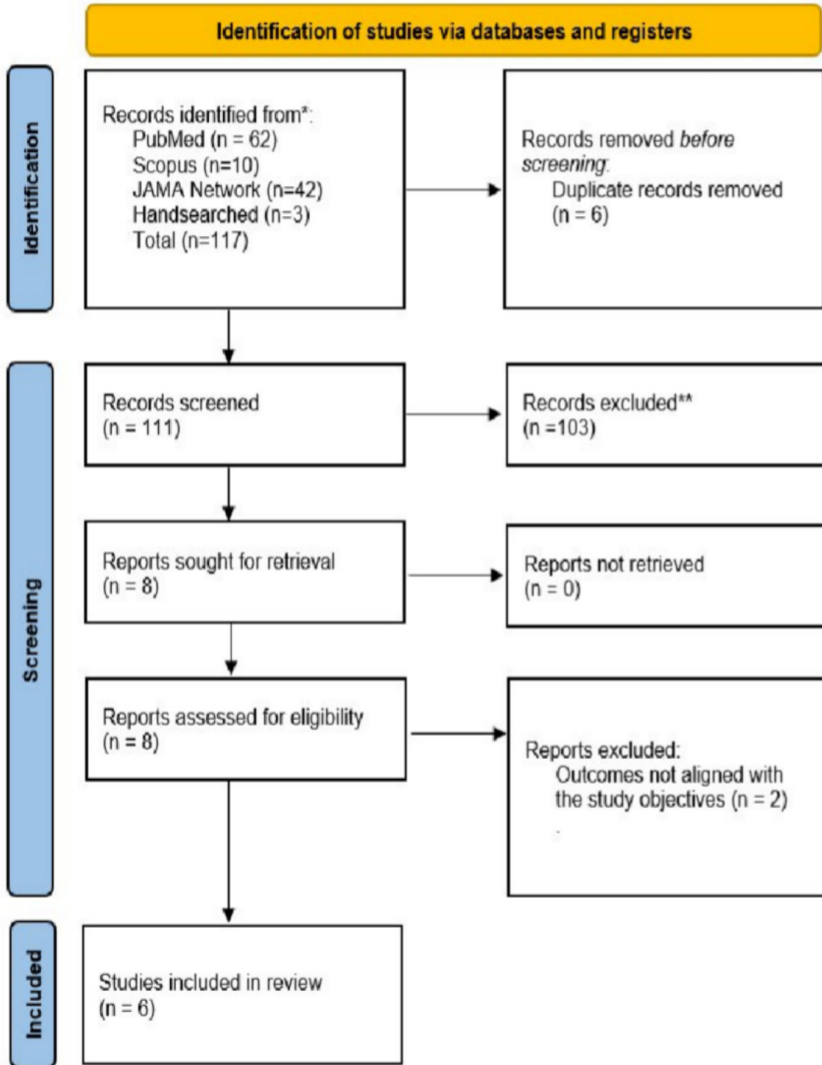 Identification of studies via databases and registers
Identification
Records identified from*:
PubMed (n = 62)
Scopus (n=10)
JAMA Network (n=42)
Handsearched (n=3)
Total (n=117)
Records removed before
screening:
Duplicate records removed
(n = 6)
Screening
Records screened
(n = 111)
Records excluded**
(n =103)
Reports sought for retrieval
(n = 8)
Reports not retrieved
(n = 0)
Reports assessed for eligibility
(n = 8)
Reports excluded:
Outcomes not aligned with
the study objectives (n = 2)
.
Included
Studies included in review
(n = 6)